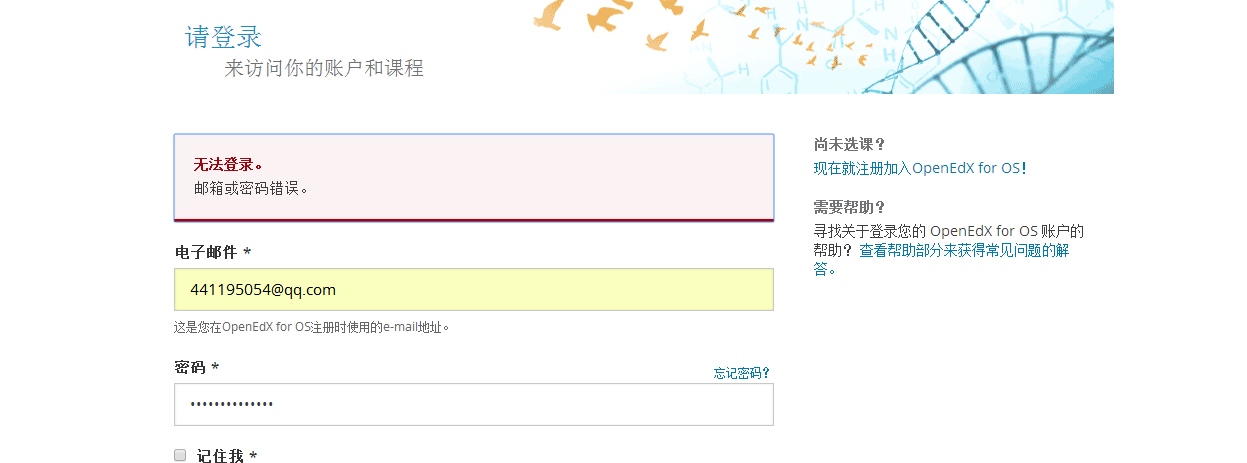 请登录
来访问你的账户和课程
无法登录。
邮箱或密码错误。
电子邮件 *
441195054@qq.com
这是您在OpenEdX for OS注册时使用的e-mail地址。
密码 *
忘记密码?
••••••••••••••
记住我 *
尚未选课？
现在就注册加入OpenEdX for OS!
需要帮助？
寻找关于登录您的 OpenEdX for OS 账户的
帮助？ 查看帮助部分来获得常见问题的解
答。